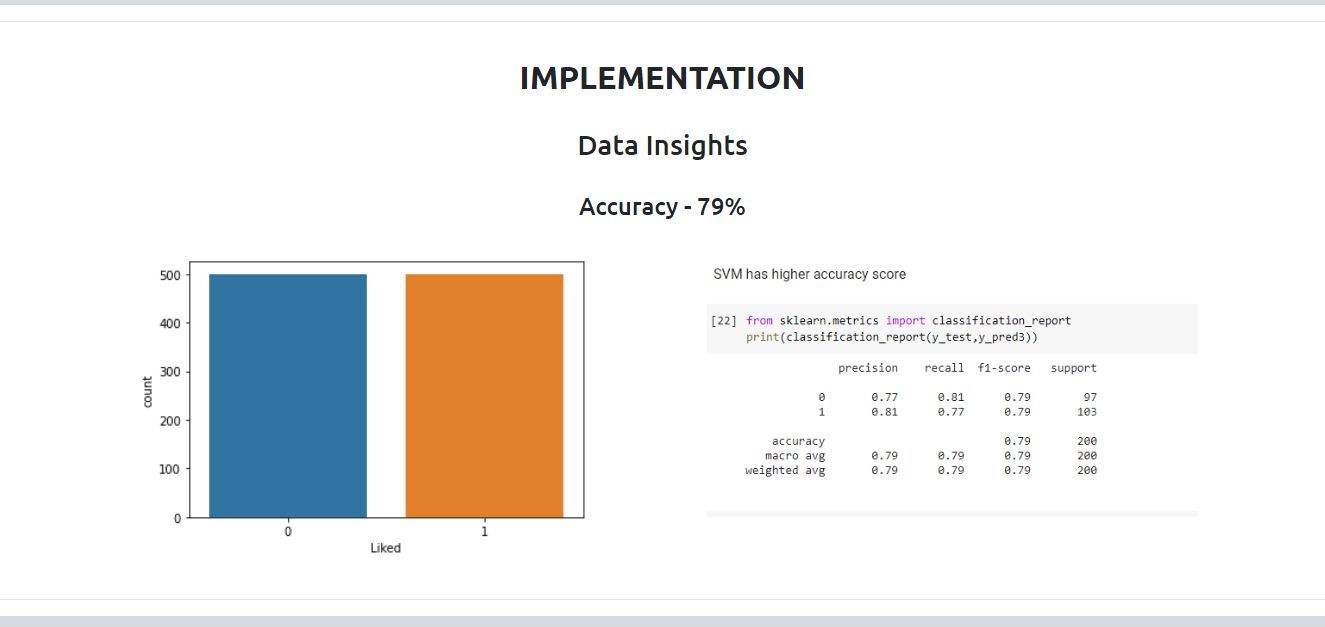 IMPLEMENTATION
Data Insights
Accuracy - 79%
500
400
300
200
100
0
count
0 1
Liked
SVM has higher accuracy score
[22] from sklearn.metrics import classification_report
print(classification_report(y_test,y_pred3))
precision recall f1-score support
0 0.77 0.81 0.79 97
1 0.81 0.77 0.79 103
accuracy 0.79 200
macro avg 0.79 0.79 0.79 200
weighted avg 0.79 0.79 0.79 200